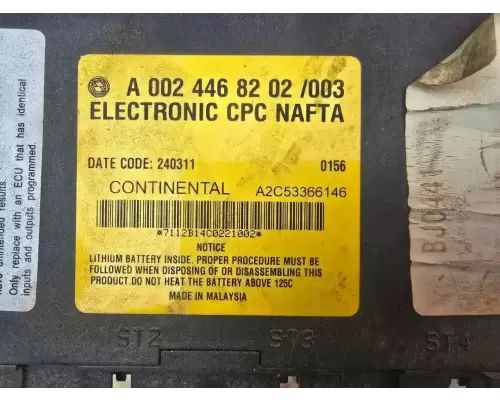 A 002 446 82 02 /003
ELECTRONIC CPC NAFTA
DATE CODE: 240311 0156
CONTINENTAL A2C53366146
*7112B14C0221002*
NOTICE
LITHIUM BATTERY INSIDE. PROPER PROCEDURE MUST BE
FOLLOWED WHEN DISPOSING OF OR DISASSEMBLING THIS
PRODUCT DO NOT HEAT THE BATTERY ABOVE 125C
MADE IN MALAYSIA
unintended results.
Only replace with an ECU that has identical
inputs and outputs programmed.
ST2 ST3 ST4